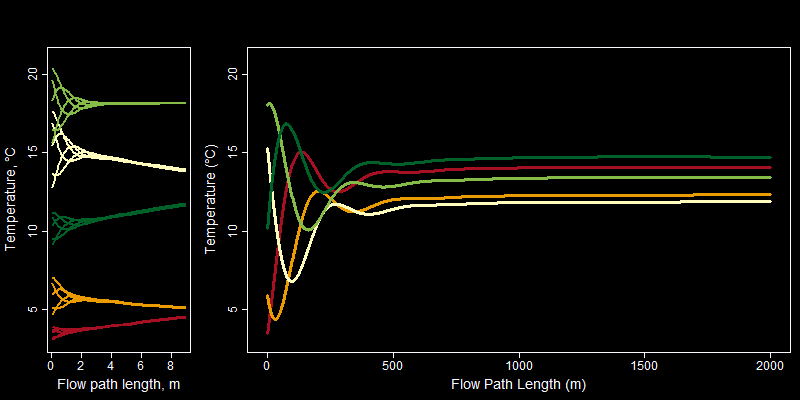 Temperature, °C
20
15
10
5
0 2 4 6 8
Flow path length, m
Temperature (°C)
20
15
10
5
0 500 1000 1500 2000
Flow Path Length (m)